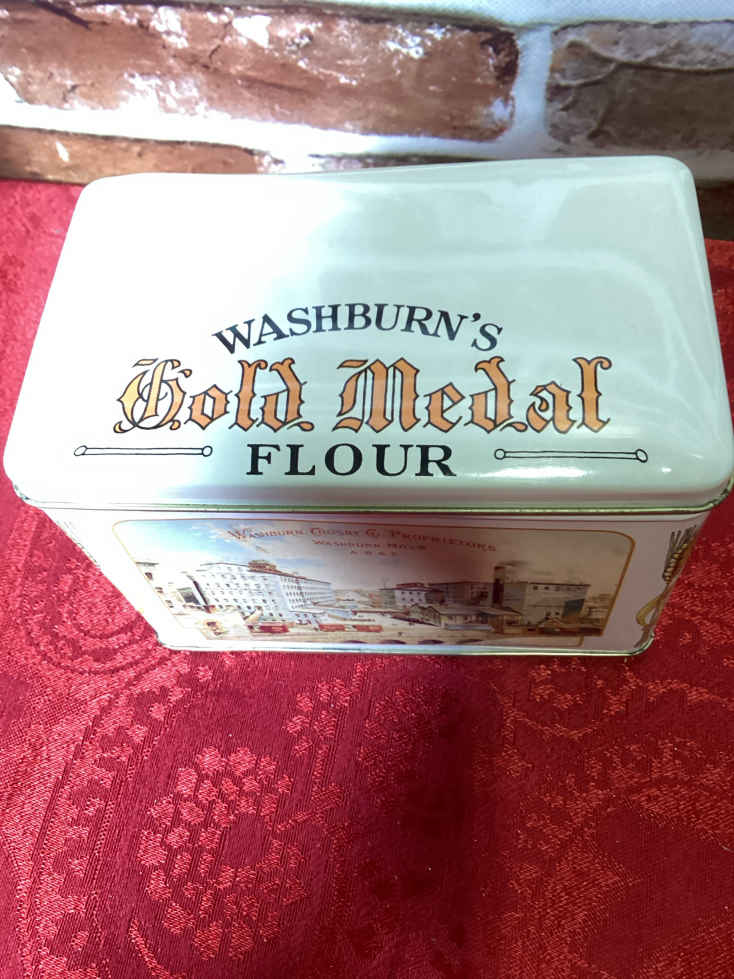 WASHBURN'S
Gold Medal
FLOUR
WASHBURN CROSBY Co. PROPRIETORS
WASHBURN MILLS
A B & C